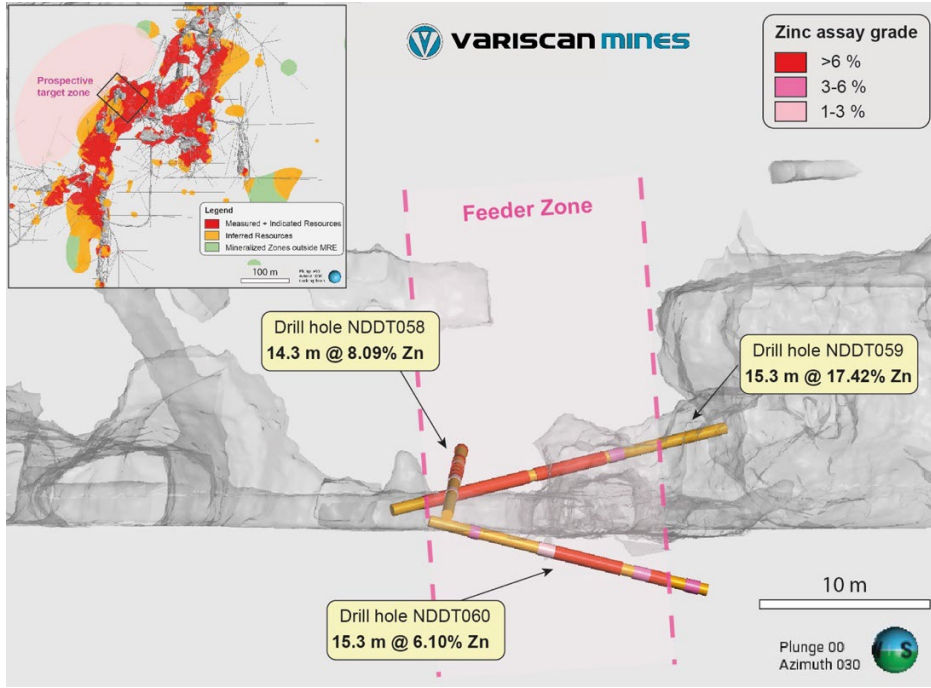 VARISCAN MINES
Zinc assay grade
>6 %
3-6 %
1-3 %
Prospective
target zone
Legend
Measured + Indicated Resources
Inferred Resources
Mineralized Zones outside MRE
100 m
Feeder Zone
Drill hole NDDT058
14.3 m @ 8.09% Zn
Drill hole NDDT059
15.3 m @ 17.42% Zn
Drill hole NDDT060
15.3 m @ 6.10% Zn
10 m
Plunge 00
Azimuth 030
S